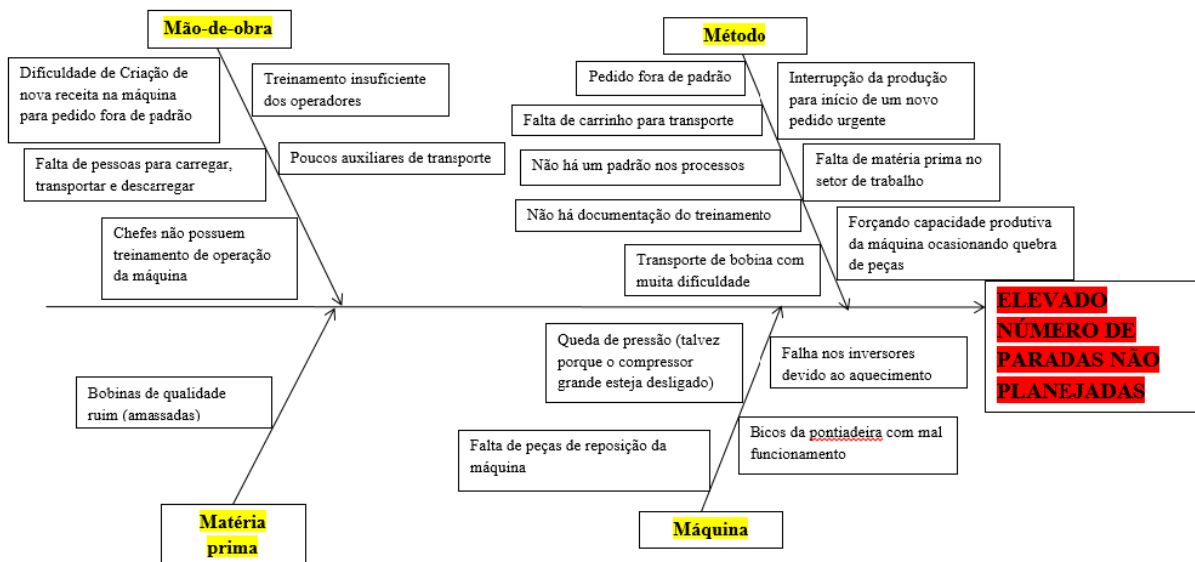 Mão-de-obra
Dificuldade de Criação de
nova receita na máquina
para pedido fora de padrão
Treinamento insuficiente
dos operadores
Falta de pessoas para carregar,
transportar e descarregar
Poucos auxiliares de transporte
Chefes não possuem
treinamento de operação
da máquina
Método
Pedido fora de padrão
Interrupção da produção
para início de um novo
pedido urgente
Falta de carrinho para transporte
Não há um padrão nos processos
Falta de matéria prima no
setor de trabalho
Não há documentação do treinamento
Forçando capacidade produtiva
da máquina ocasionando quebra
de peças
Transporte de bobina com
muita dificuldade
ELEVADO
NÚMERO DE
PARADAS NÃO
PLANEJADAS
Bobinas de qualidade
ruim (amassadas)
Matéria
prima
Queda de pressão (talvez
porque o compressor
grande esteja desligado)
Falha nos inversores
devido ao aquecimento
Falta de peças de reposição da
máquina
Bicos da pontiadeira com mal
funcionamento
Máquina